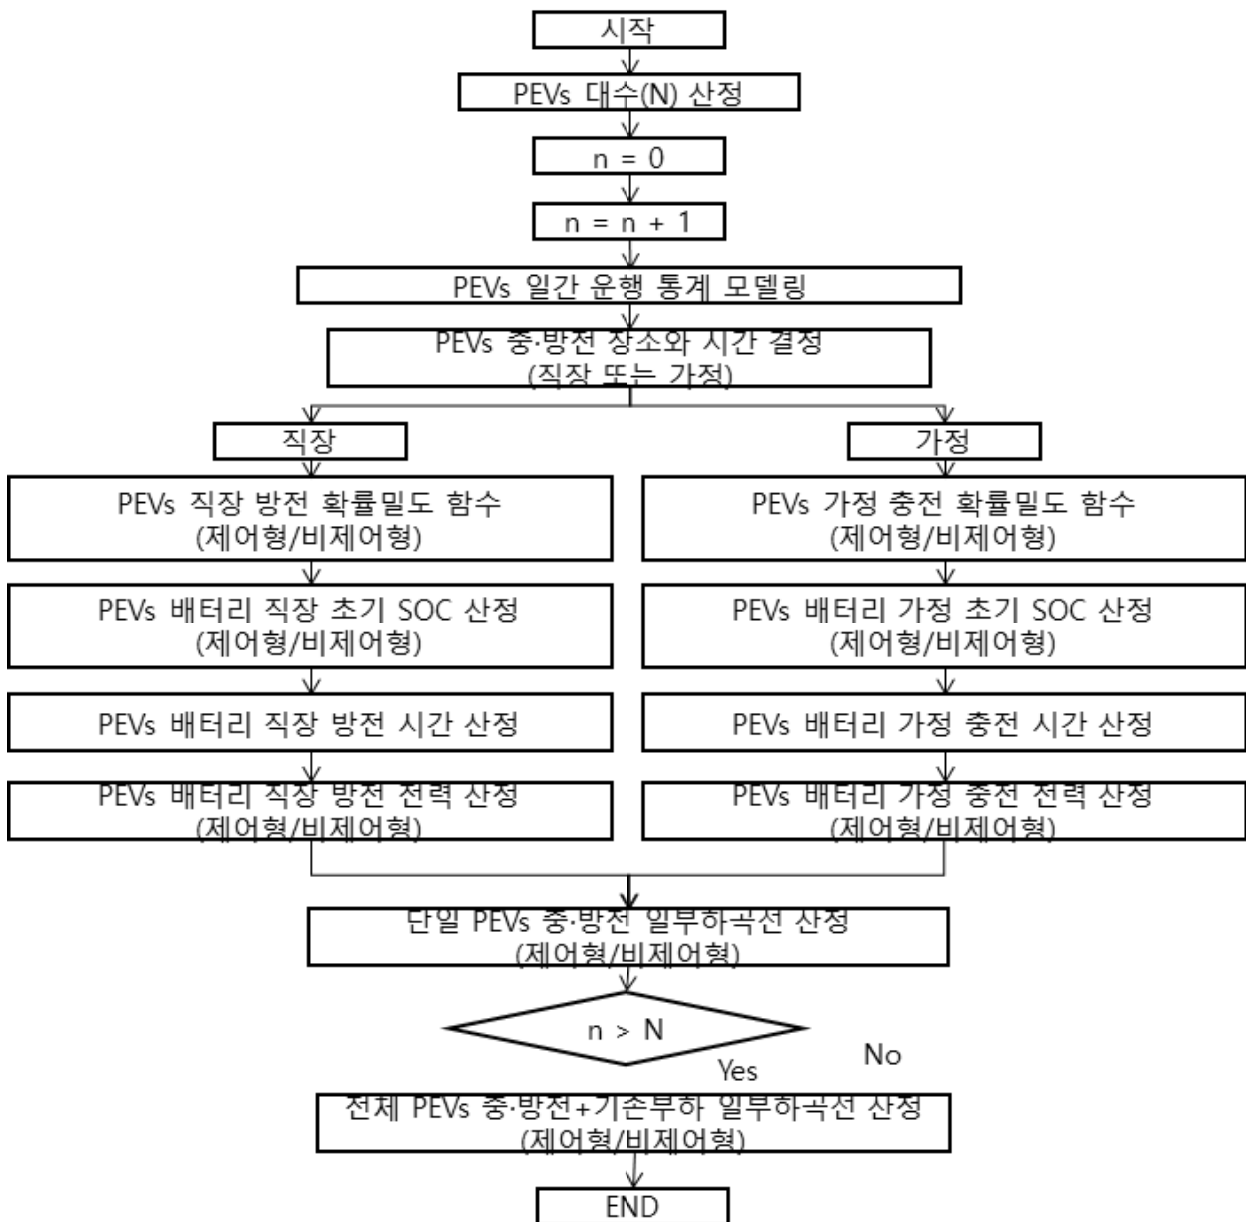 시작
PEVs 대수(N) 산정
n = 0
n = n + 1
PEVs 일간 운행 통계 모델링
PEVs 충·방전 장소와 시간 결정
(직장 또는 가정)
직장
가정
PEVs 직장 방전 확률밀도 함수
(제어형/비제어형)
PEVs 가정 충전 확률밀도 함수
(제어형/비제어형)
PEVs 배터리 직장 초기 SOC 산정
(제어형/비제어형)
PEVs 배터리 가정 초기 SOC 산정
(제어형/비제어형)
PEVs 배터리 직장 방전 시간 산정
PEVs 배터리 가정 충전 시간 산정
PEVs 배터리 직장 방전 전력 산정
(제어형/비제어형)
PEVs 배터리 가정 충전 전력 산정
(제어형/비제어형)
단일 PEVs 충·방전 일부하곡선 산정
(제어형/비제어형)
n > N
No
Yes
전체 PEVs 충·방전+기존부하 일부하곡선 산정
(제어형/비제어형)
END